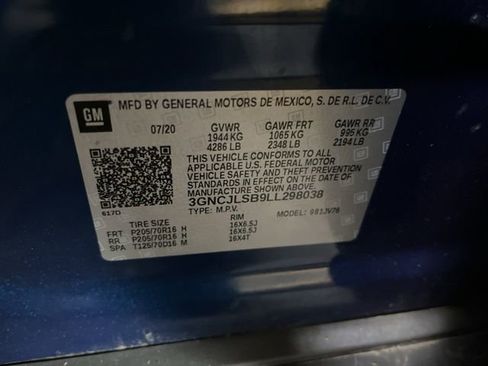 GM
MFD BY GENERAL MOTORS DE MEXICO, S. DE R.L. DE C.V.
07/20 GVWR GAWR FRT GAWR RR
1944 KG 1065 KG 995 KG
4286 LB 2348 LB 2194 LB
THIS VEHICLE CONFORMS TO ALL
APPLICABLE U.S. FEDERAL MOTOR
VEHICLE SAFETY AND THEFT
PREVENTION STANDARDS IN EFFECT ON
THE DATE OF MANUFACTURE SHOWN ABOVE.
3GNCJLSB9LL298038
617D TYPE: M.P.V. MODEL: 981JV76
TIRE SIZE RIM
FRT P205/70R16 H 16X6.5J
RR P205/70R16 H 16X6.5J
SPA T125/70D16 M 16X4T